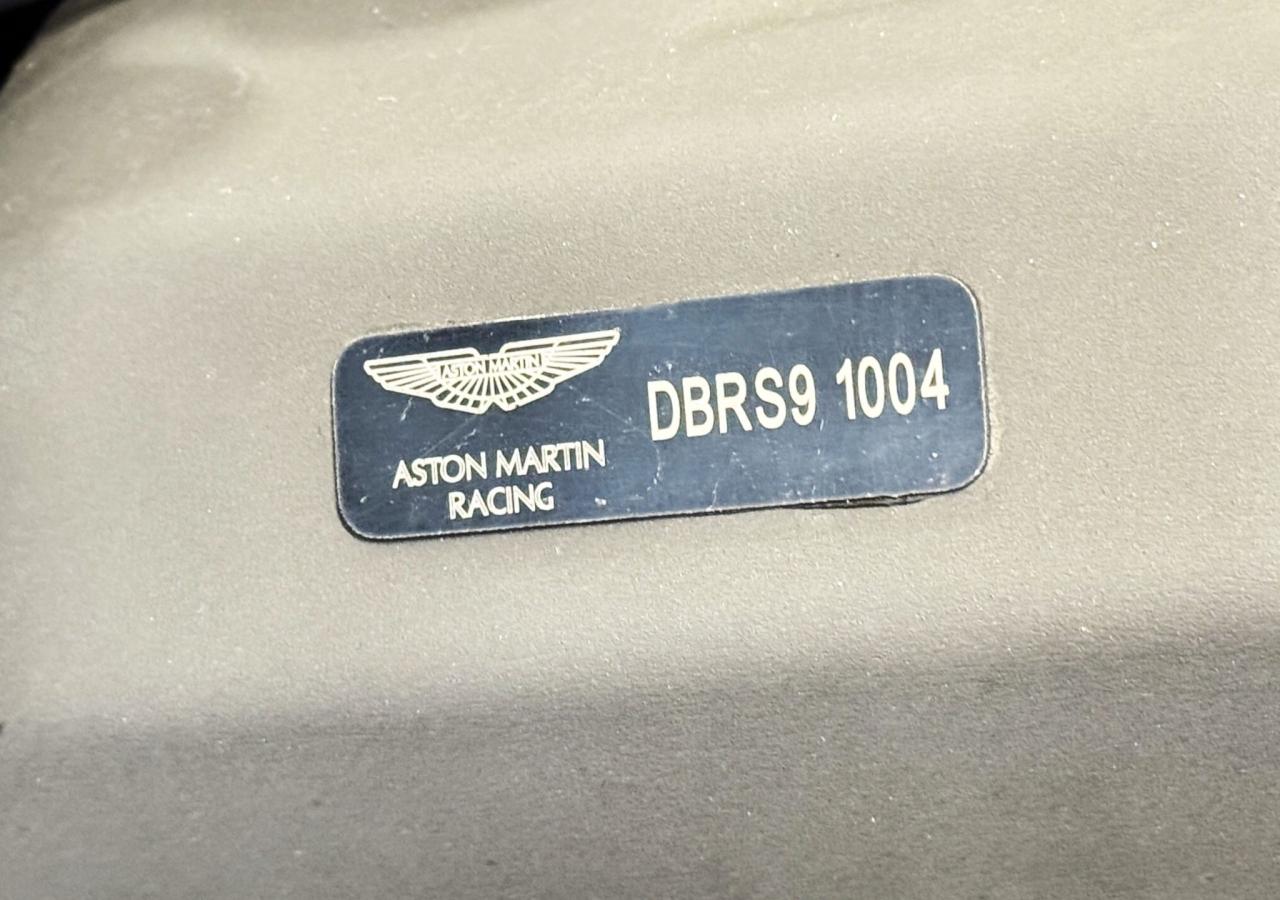 ASTON MARTIN
ASTON MARTIN
RACING
DBRS9 1004